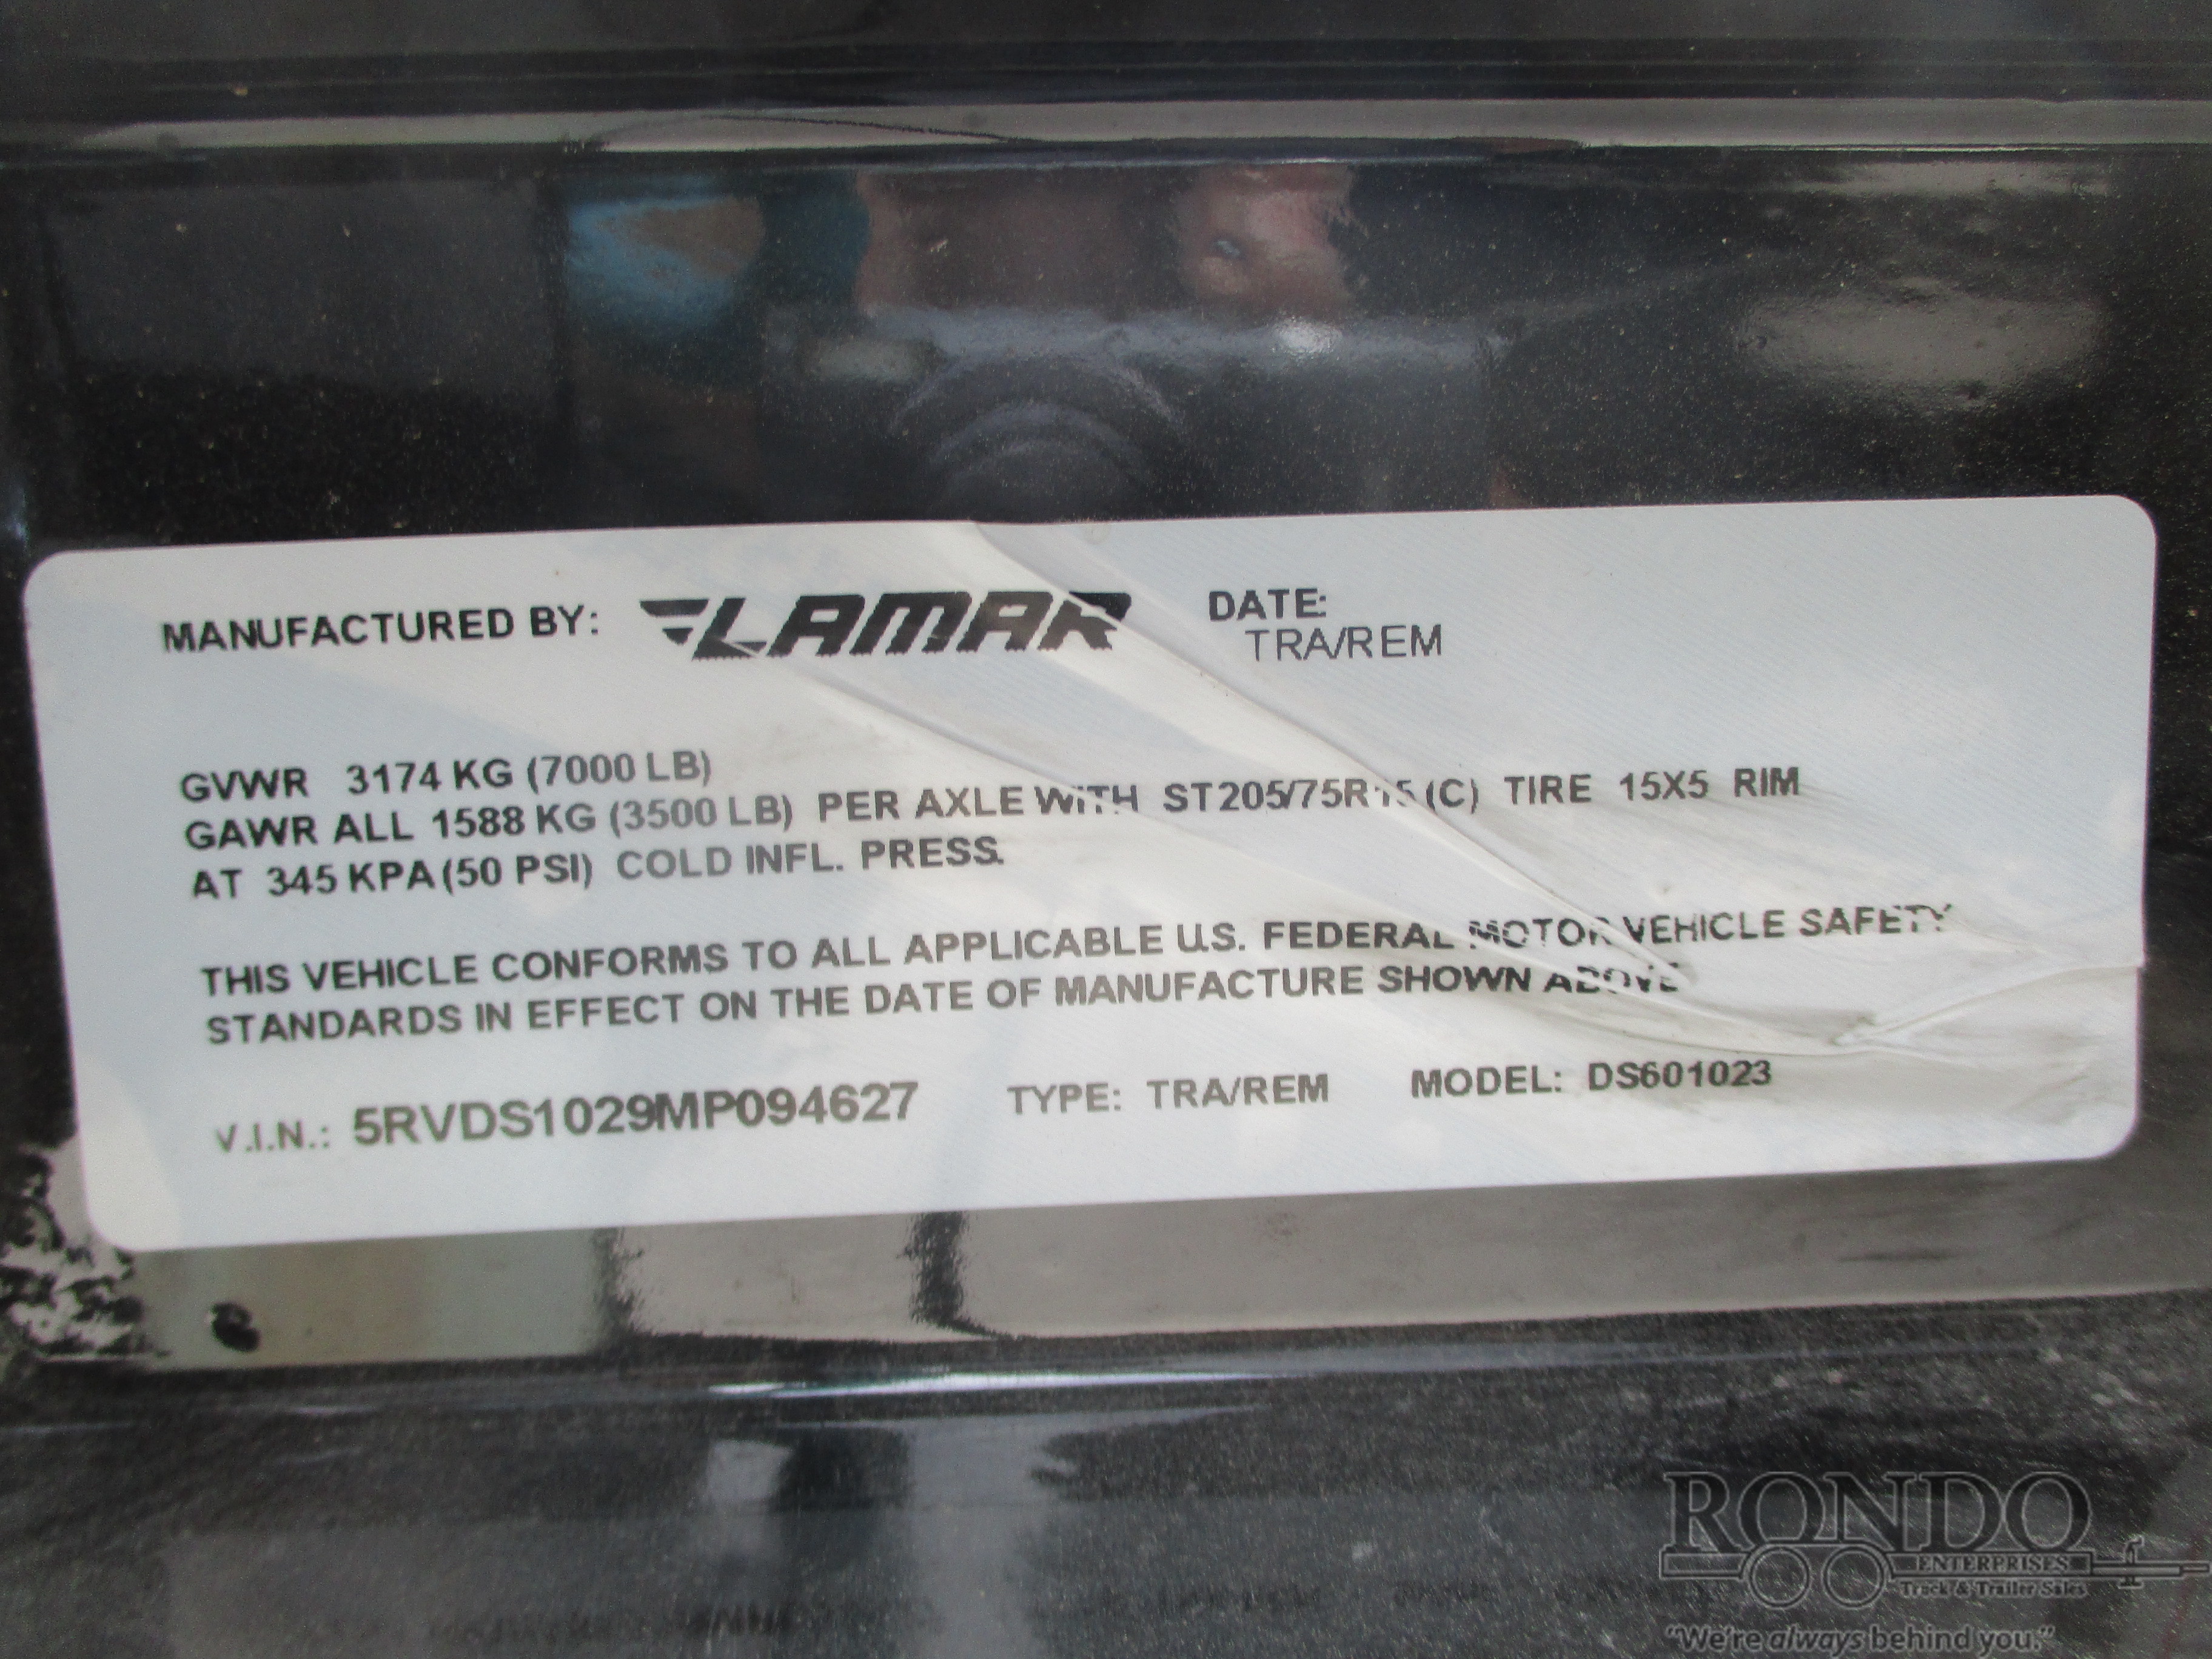 MANUFACTURED BY: LAMAR DATE:
TRA/REM
GVWR 3174 KG (7000 LB)
GAWR ALL 1588 KG (3500 LB) PER AXLE WITH ST205/75R15 (C) TIRE 15X5 RIM
AT 345 KPA (50 PSI) COLD INFL. PRESS.
THIS VEHICLE CONFORMS TO ALL APPLICABLE U.S. FEDERAL MOTOR VEHICLE SAFETY
STANDARDS IN EFFECT ON THE DATE OF MANUFACTURE SHOWN ABOVE
V.I.N.: 5RVDS1029MP094627 TYPE: TRA/REM MODEL: DS601023
RONDO
ENTERPRISES
Truck & Trailer Sales
"We're always behind you."